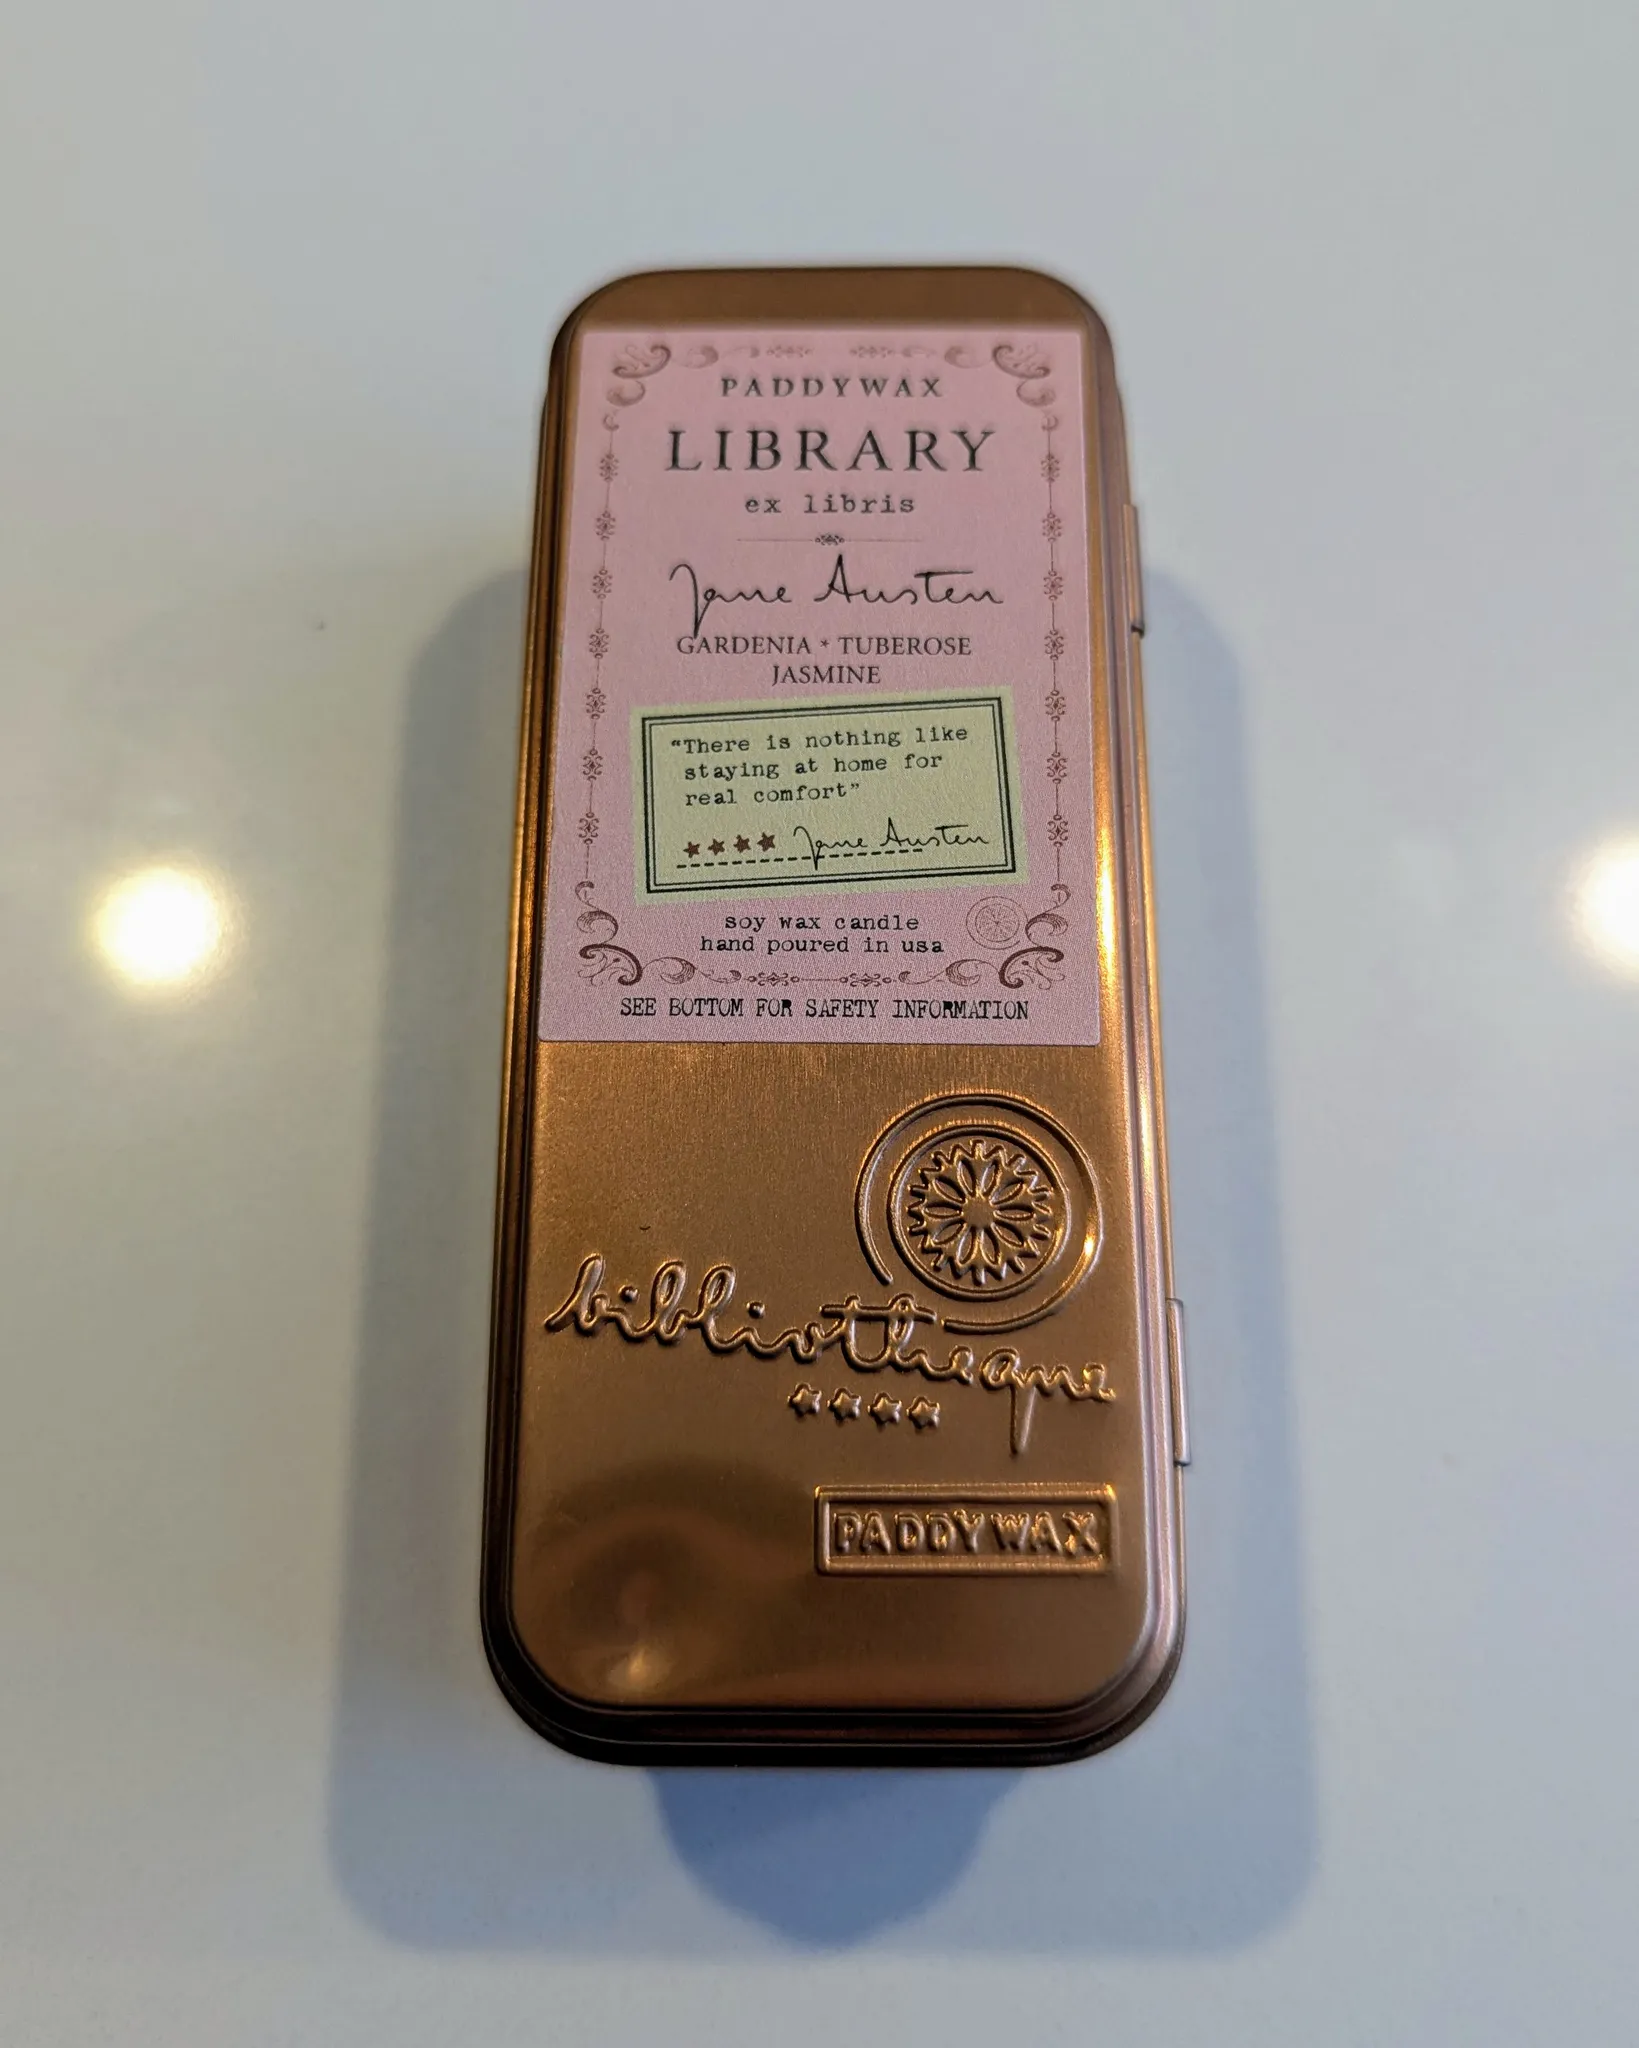 PADDYWAX
LIBRARY
ex libris
Jane Austen
GARDENIA * TUBEROSE
JASMINE
“There is nothing like
staying at home for
real comfort”
Jane Austen
soy wax candle
hand poured in usa
SEE BOTTOM FOR SAFETY INFORMATION
bibliotheque
PADDYWAX